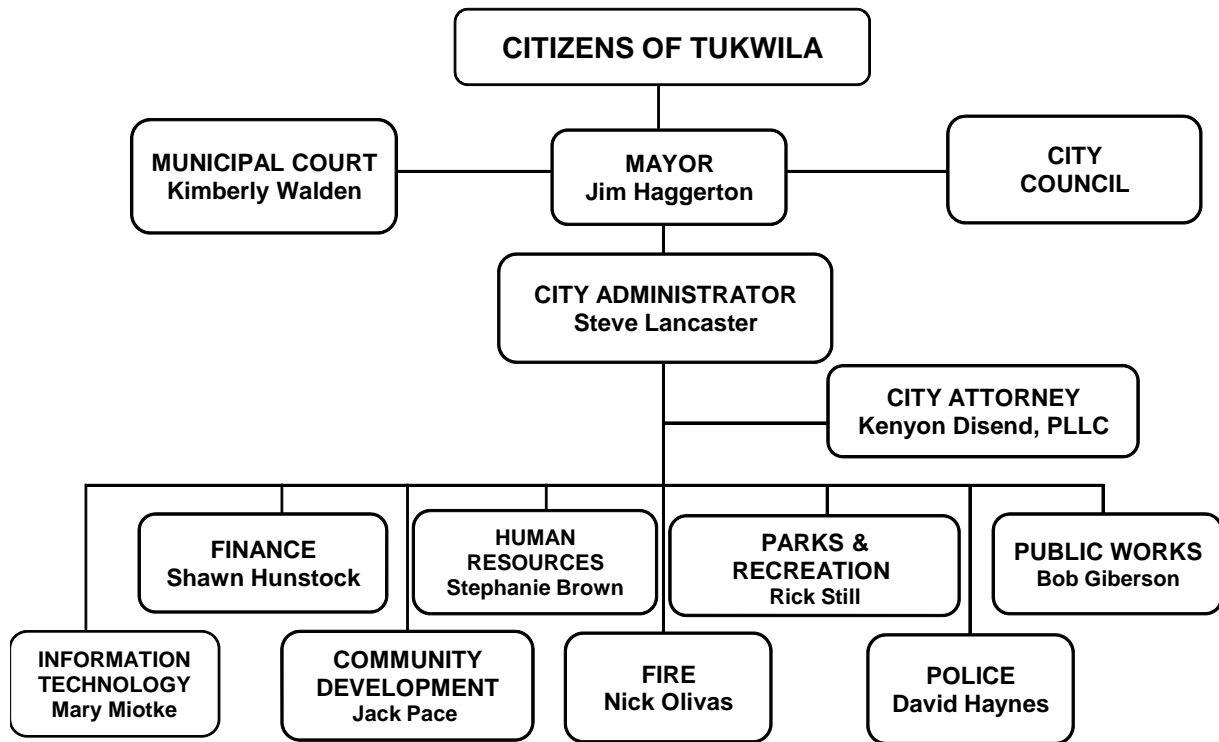 CITIZENS OF TUKWILA
MUNICIPAL COURT
Kimberly Walden
MAYOR
Jim Haggerton
CITY
COUNCIL
CITY ADMINISTRATOR
Steve Lancaster
CITY ATTORNEY
Kenyon Disend, PLLC
FINANCE
Shawn Hunstock
HUMAN
RESOURCES
Stephanie Brown
PARKS &
RECREATION
Rick Still
PUBLIC WORKS
Bob Giberson
INFORMATION
TECHNOLOGY
Mary Miotke
COMMUNITY
DEVELOPMENT
Jack Pace
FIRE
Nick Olivas
POLICE
David Haynes